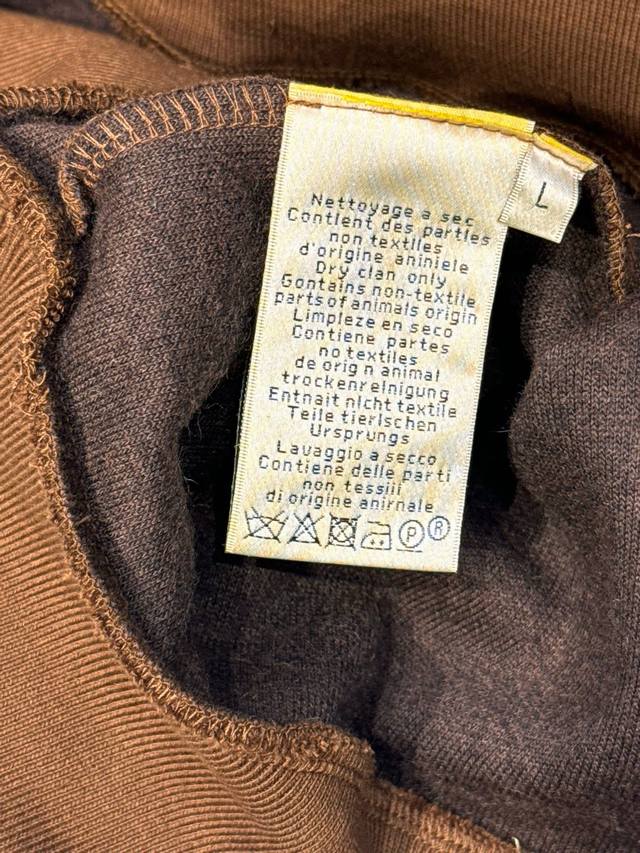 Nettoyage a sec
Contient des parties
non textiles
d'origine aniniele
Dry clan only
Gontains non-textile
parts of animals origin
Limpleze en seco
Contiene partes
no textiles
de orig n animal
trockenreinigung
Entnait nicht textile
Teile tierischen
Ursprungs
Lavaggio a secco
Contiene delle parti
non tessiii
di origine anirnale
P ®
L